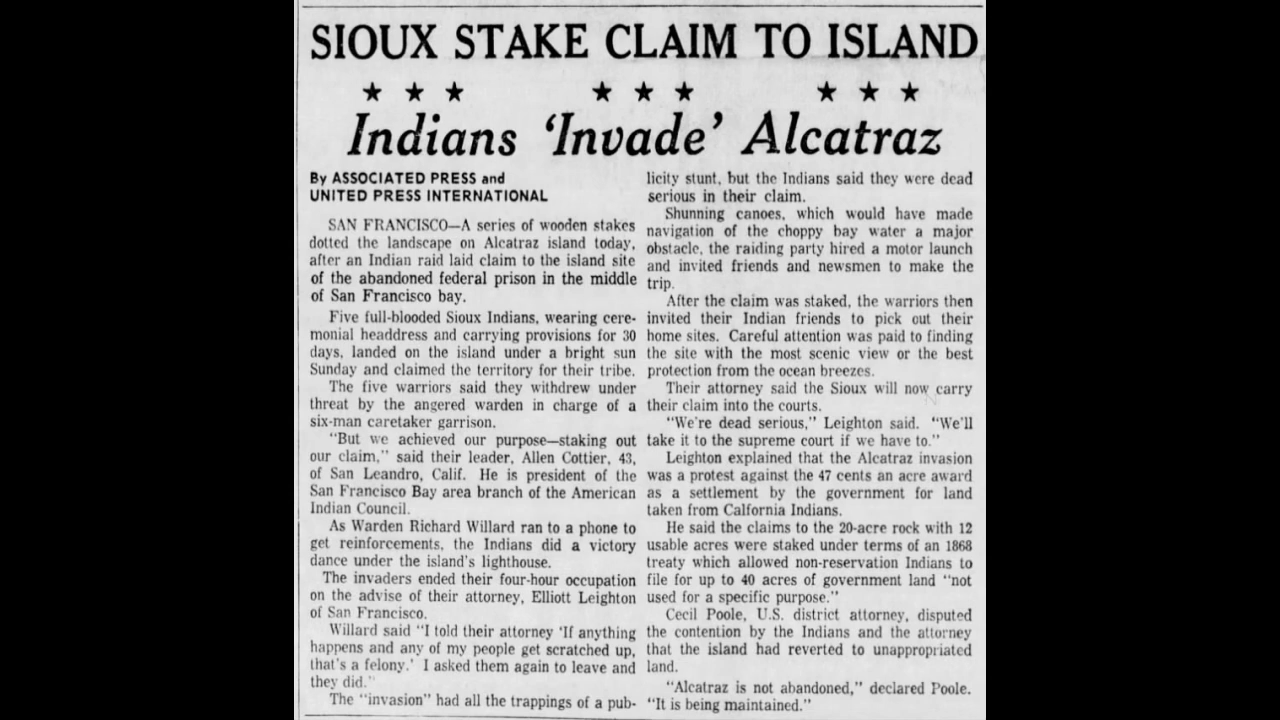 SIOUX STAKE CLAIM TO ISLAND
★ ★ ★ ★ ★ ★ ★ ★ ★
Indians 'Invade' Alcatraz
By ASSOCIATED PRESS and
UNITED PRESS INTERNATIONAL
SAN FRANCISCO—A series of wooden stakes
dotted the landscape on Alcatraz island today,
after an Indian raid laid claim to the island site
of the abandoned federal prison in the middle
of San Francisco bay.
Five full-blooded Sioux Indians, wearing cere-
monial headdress and carrying provisions for 30
days, landed on the island under a bright sun
Sunday and claimed the territory for their tribe.
The five warriors said they withdrew under
threat by the angered warden in charge of a
six-man caretaker garrison.
"But we achieved our purpose—staking out
our claim," said their leader, Allen Cottier, 43,
of San Leandro, Calif. He is president of the
San Francisco Bay area branch of the American
Indian Council.
As Warden Richard Willard ran to a phone to
get reinforcements, the Indians did a victory
dance under the island's lighthouse.
The invaders ended their four-hour occupation
on the advise of their attorney, Elliott Leighton
of San Francisco.
Willard said "I told their attorney 'If anything
happens and any of my people get scratched up,
that's a felony.' I asked them again to leave and
they did."
The "invasion" had all the trappings of a pub-
licity stunt, but the Indians said they were dead
serious in their claim.
Shunning canoes, which would have made
navigation of the choppy bay water a major
obstacle, the raiding party hired a motor launch
and invited friends and newsmen to make the
trip.
After the claim was staked, the warriors then
invited their Indian friends to pick out their
home sites. Careful attention was paid to finding
the site with the most scenic view or the best
protection from the ocean breezes.
Their attorney said the Sioux will now carry
their claim into the courts.
"We're dead serious," Leighton said. "We'll
take it to the supreme court if we have to."
Leighton explained that the Alcatraz invasion
was a protest against the 47 cents an acre award
as a settlement by the government for land
taken from Calfornia Indians.
He said the claims to the 20-acre rock with 12
usable acres were staked under terms of an 1868
treaty which allowed non-reservation Indians to
file for up to 40 acres of government land "not
used for a specific purpose."
Cecil Poole, U.S. district attorney, disputed
the contention by the Indians and the attorney
that the island had reverted to unappropriated
land.
"Alcatraz is not abandoned," declared Poole.
"It is being maintained."